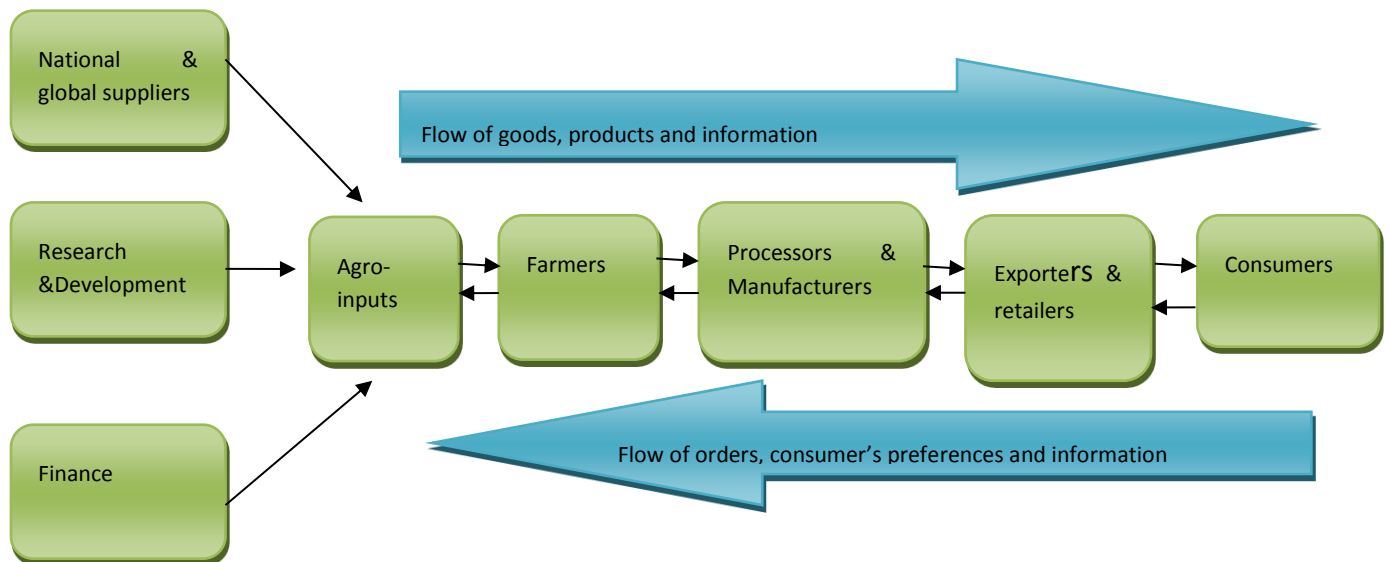 National &
global suppliers
Flow of goods, products and information
Research
&Development
Agro-
inputs
Farmers
Processors &
Manufacturers
Exporters &
retailers
Consumers
Flow of orders, consumer’s preferences and information
Finance